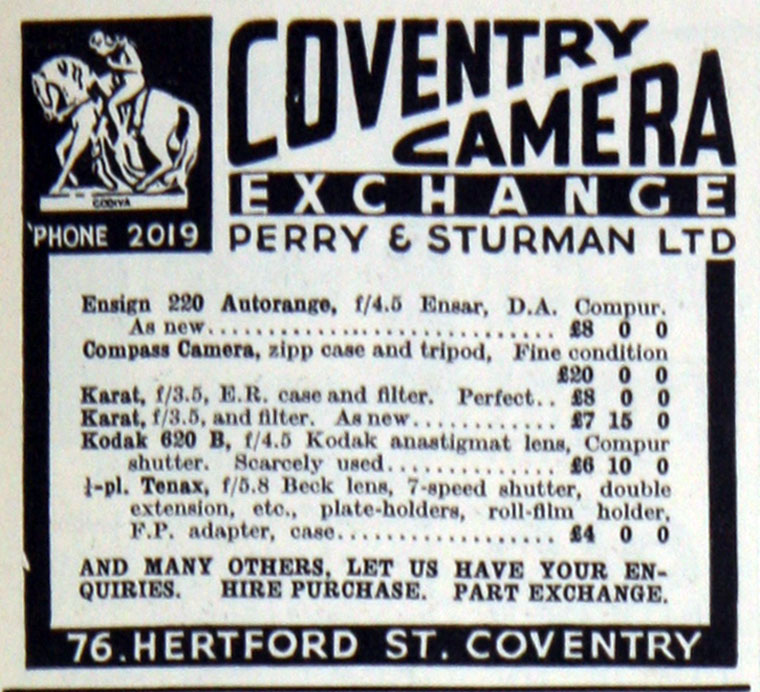 COVENTRY
CAMERA
EXCHANGE
GODIVA
'PHONE 2019
PERRY & STURMAN LTD
Ensign 220 Autorange, f/4.5 Ensar, D.A. Compur.
As new.............................. £8 0 0
Compass Camera, zipp case and tripod, Fine condition
£20 0 0
Karat, f/3.5, E.R. case and filter. Perfect.. £8 0 0
Karat, f/3.5, and filter. As new............ £7 15 0
Kodak 620 B, f/4.5 Kodak anastigmat lens, Compur
shutter. Scarcely used.............. £6 10 0
¼-pl. Tenax, f/5.8 Beck lens, 7-speed shutter, double
extension, etc., plate-holders, roll-film holder,
F.P. adapter, case.................. £4 0 0
AND MANY OTHERS, LET US HAVE YOUR EN-
QUIRIES. HIRE PURCHASE. PART EXCHANGE.
76. HERTFORD ST. COVENTRY